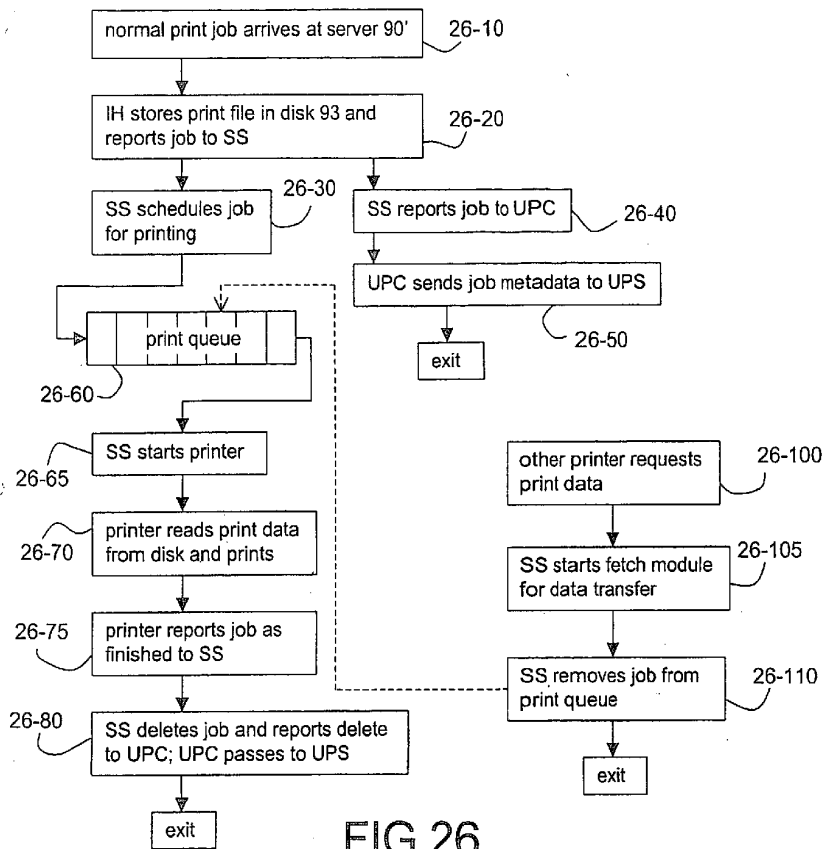 normal print job arrives at server 90'
26-10
IH stores print file in disk 93 and
reports job to SS
26-20
SS schedules job
for printing
26-30
SS reports job to UPC
26-40
UPC sends job metadata to UPS
26-50
exit
print queue
26-60
SS starts printer
26-65
printer reads print data
from disk and prints
26-70
printer reports job as
finished to SS
26-75
SS deletes job and reports delete
to UPC; UPC passes to UPS
26-80
exit
other printer requests
print data
26-100
SS starts fetch module
for data transfer
26-105
SS removes job from
print queue
26-110
exit
FIG.26